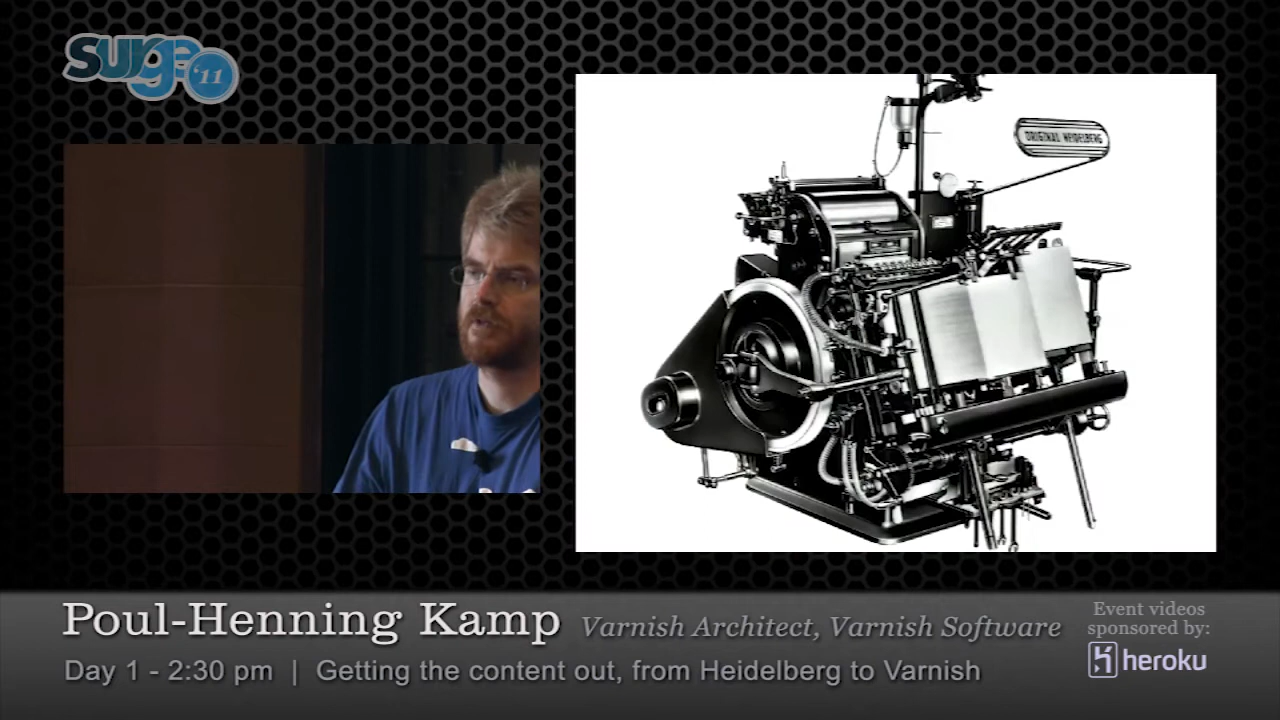 surge '11
ORIGINAL HEIDELBERG
Poul-Henning Kamp Varnish Architect, Varnish Software
Day 1 - 2:30 pm | Getting the content out, from Heidelberg to Varnish
Event videos
sponsored by:
heroku